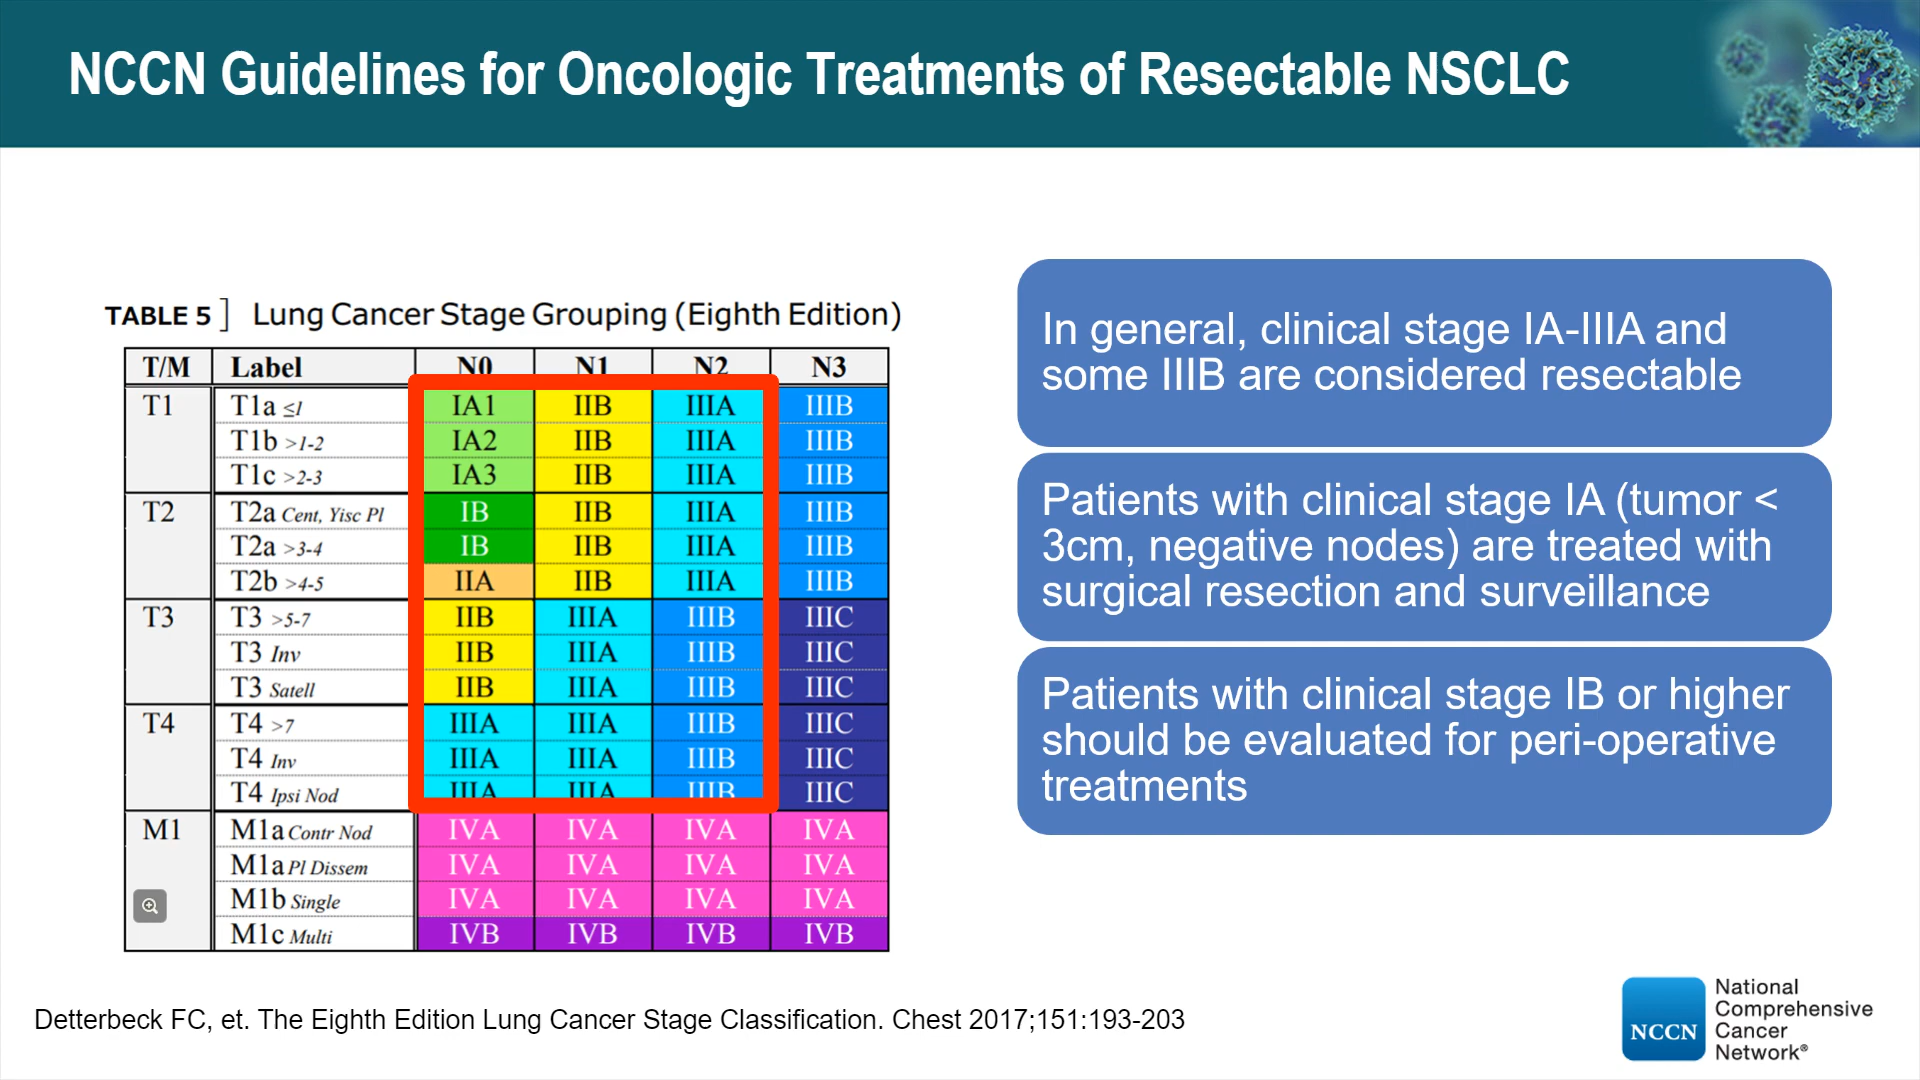 NCCN Guidelines for Oncologic Treatments of Resectable NSCLC
TABLE 5 ] Lung Cancer Stage Grouping (Eighth Edition)
T/M Label N0 N1 N2 N3
T1 T1a ≤1 IA1 IIB IIIA IIIB
T1b >1-2 IA2 IIB IIIA IIIB
T1c >2-3 IA3 IIB IIIA IIIB
T2 T2a Cent, Yisc Pl IB IIB IIIA IIIB
T2a >3-4 IB IIB IIIA IIIB
T2b >4-5 IIA IIB IIIA IIIB
T3 T3 >5-7 IIB IIIA IIIB IIIC
T3 Inv IIB IIIA IIIB IIIC
T3 Satell IIB IIIA IIIB IIIC
T4 T4 >7 IIIA IIIA IIIB IIIC
T4 Inv IIIA IIIA IIIB IIIC
T4 Ipsi Nod IIIA IIIA IIIB IIIC
M1 M1a Contr Nod IVA IVA IVA IVA
M1a Pl Dissem IVA IVA IVA IVA
M1b Single IVA IVA IVA IVA
M1c Multi IVB IVB IVB IVB
In general, clinical stage IA-IIIA and
some IIIB are considered resectable
Patients with clinical stage IA (tumor <
3cm, negative nodes) are treated with
surgical resection and surveillance
Patients with clinical stage IB or higher
should be evaluated for peri-operative
treatments
Detterbeck FC, et. The Eighth Edition Lung Cancer Stage Classification. Chest 2017;151:193-203
NCCN
National
Comprehensive
Cancer
Network®